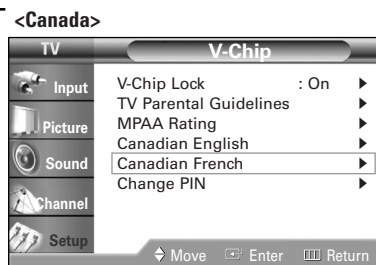 <Canada>
TV
V-Chip
Input
Picture
Sound
Channel
Setup
V-Chip Lock : On
TV Parental Guidelines
MPAA Rating
Canadian English
Canadian French
Change PIN
Move Enter Return